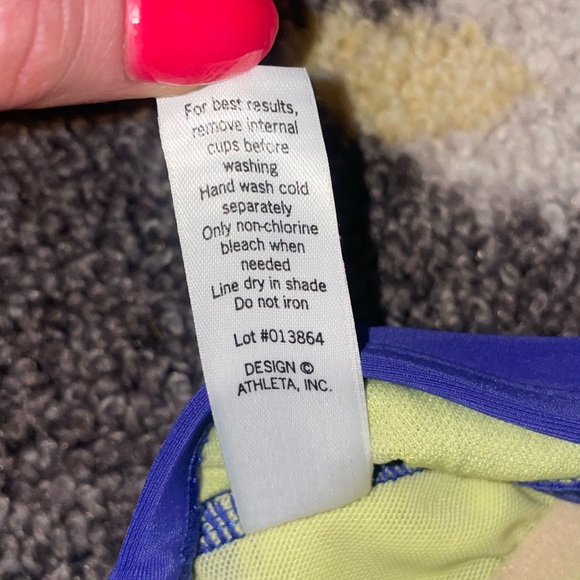 For best results,
remove internal
cups before
washing
Hand wash cold
separately
Only non-chlorine
bleach when
needed
Line dry in shade
Do not iron
Lot #013864
DESIGN ©
ATHLETA, INC.